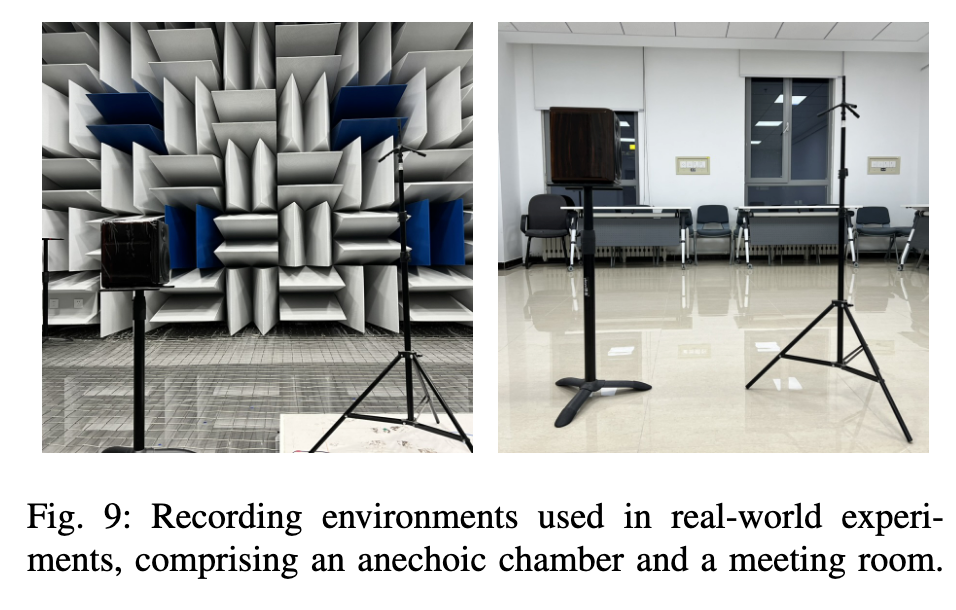 Fig. 9: Recording environments used in real-world experi-
ments, comprising an anechoic chamber and a meeting room.